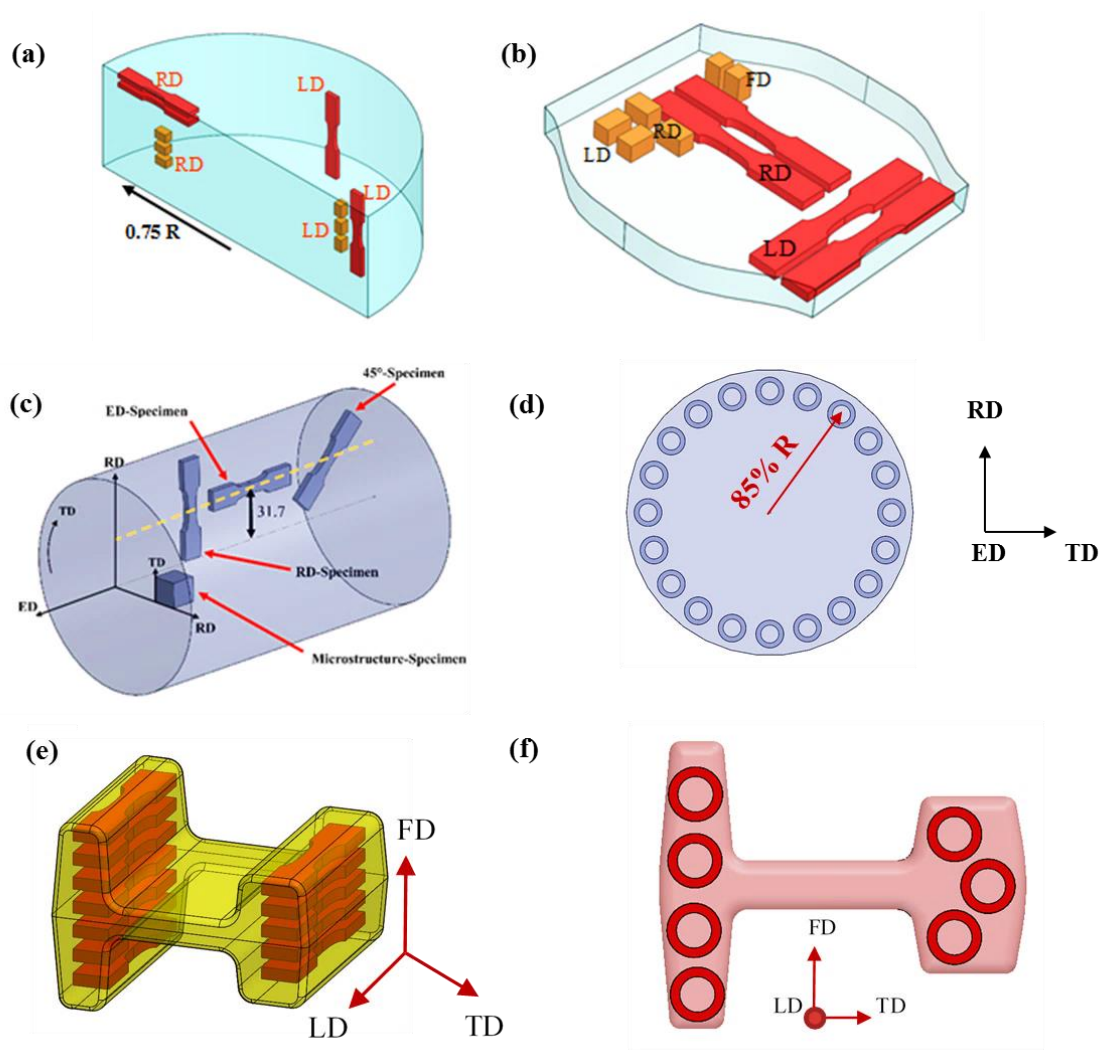 (a)
RD
LD
RD
LD
LD
0.75 R
(b)
FD
RD
LD
RD
LD
(c)
45°-Specimen
ED-Specimen
RD
TD
31.7
TD
RD-Specimen
ED
RD
Microstructure-Specimen
(d)
85% R
RD
ED
TD
(e)
FD
LD
TD
(f)
FD
LD
TD